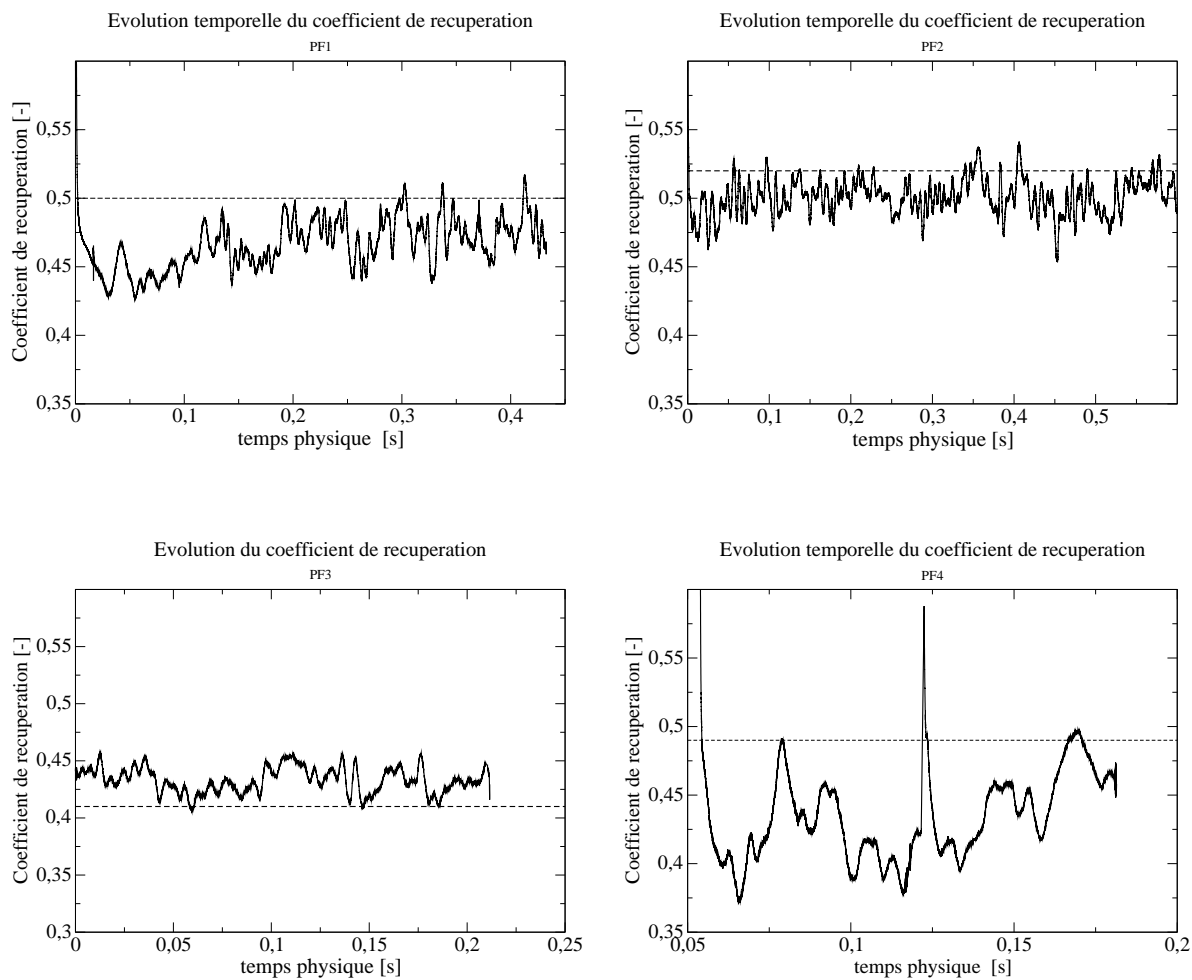 Evolution temporelle du coefficient de recuperation
PF1
Coefficient de recuperation [-]
0,55
0,5
0,45
0,4
0,35
0 0,1 0,2 0,3 0,4
temps physique [s]
Evolution temporelle du coefficient de recuperation
PF2
Coefficient de recuperation [-]
0,55
0,5
0,45
0,4
0,35
0 0,1 0,2 0,3 0,4 0,5
temps physique [s]
Evolution du coefficient de recuperation
PF3
Coefficient de recuperation [-]
0,55
0,5
0,45
0,4
0,35
0,3
0 0,05 0,1 0,15 0,2 0,25
temps physique [s]
Evolution temporelle du coefficient de recuperation
PF4
Coefficient de recuperation [-]
0,55
0,5
0,45
0,4
0,35
0,05 0,1 0,15 0,2
temps physique [s]